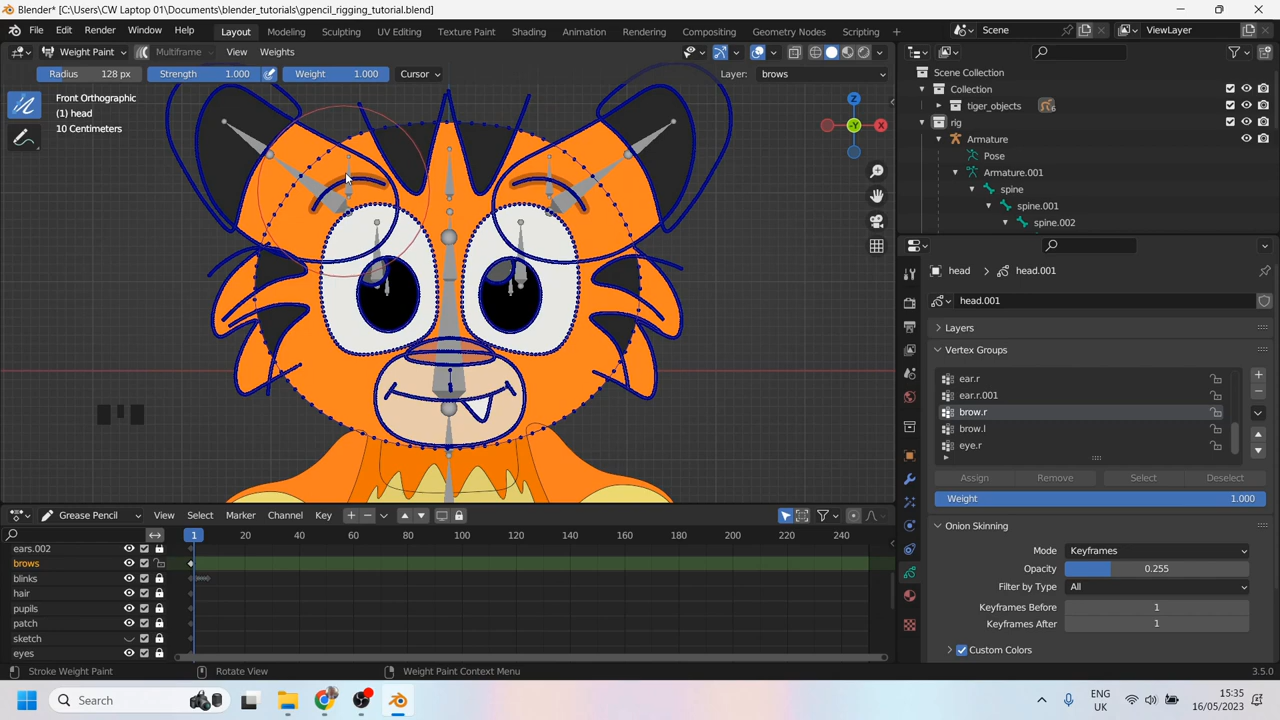 Blender* [C:\Users\CW Laptop 01\Documents\blender_tutorials\gpencil_rigging_tutorial.blend]
File Edit Render Window Help Layout Modeling Sculpting UV Editing Texture Paint Shading Animation Rendering Compositing Geometry Nodes Scripting Scene ViewLayer
Weight Paint Multiframe View Weights
Radius 128 px Strength 1.000 Weight 1.000 Cursor Layer: brows
Front Orthographic
(1) head
10 Centimeters
Z
X
Y
Scene Collection
Collection
tiger_objects 6
rig
Armature
Pose
Armature.001
spine
spine.001
spine.002
head head.001
head.001
Layers
Vertex Groups
ear.r
ear.r.001
brow.r
brow.l
eye.r
Assign Remove Select Deselect
Weight 1.000
Onion Skinning
Mode Keyframes
Opacity 0.255
Filter by Type All
Keyframes Before 1
Keyframes After 1
Custom Colors
Grease Pencil View Select Marker Channel Key
1 20 40 60 80 100 120 140 160 180 200 220 240
ears.002
brows
blinks
hair
pupils
patch
sketch
eyes
Stroke Weight Paint Rotate View Weight Paint Context Menu 3.5.0
Search
ENG
UK
15:35
16/05/2023